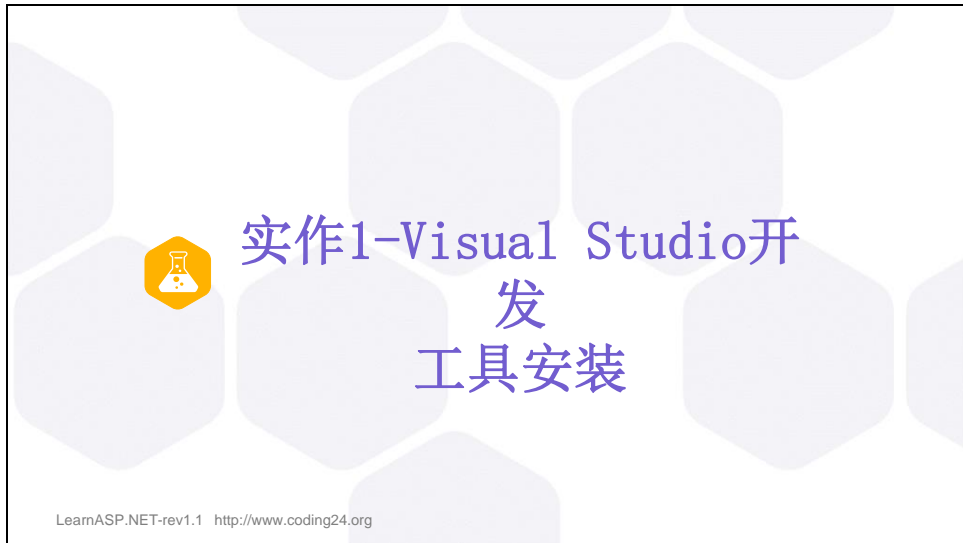 实作1-Visual Studio开
发
工具安装
LearnASP.NET-rev1.1 http://www.coding24.org